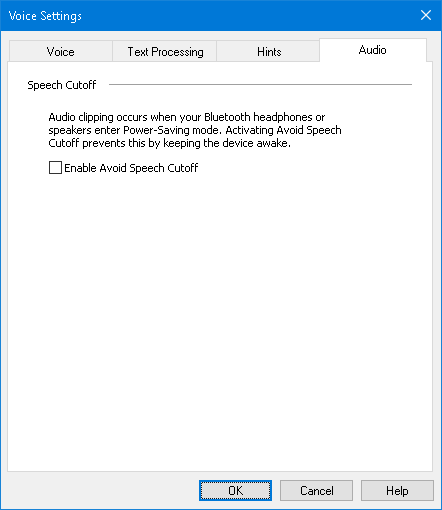 Voice Settings
Voice
Text Processing
Hints
Audio
Speech Cutoff
Audio clipping occurs when your Bluetooth headphones or
speakers enter Power-Saving mode. Activating Avoid Speech
Cutoff prevents this by keeping the device awake.
Enable Avoid Speech Cutoff
OK
Cancel
Help